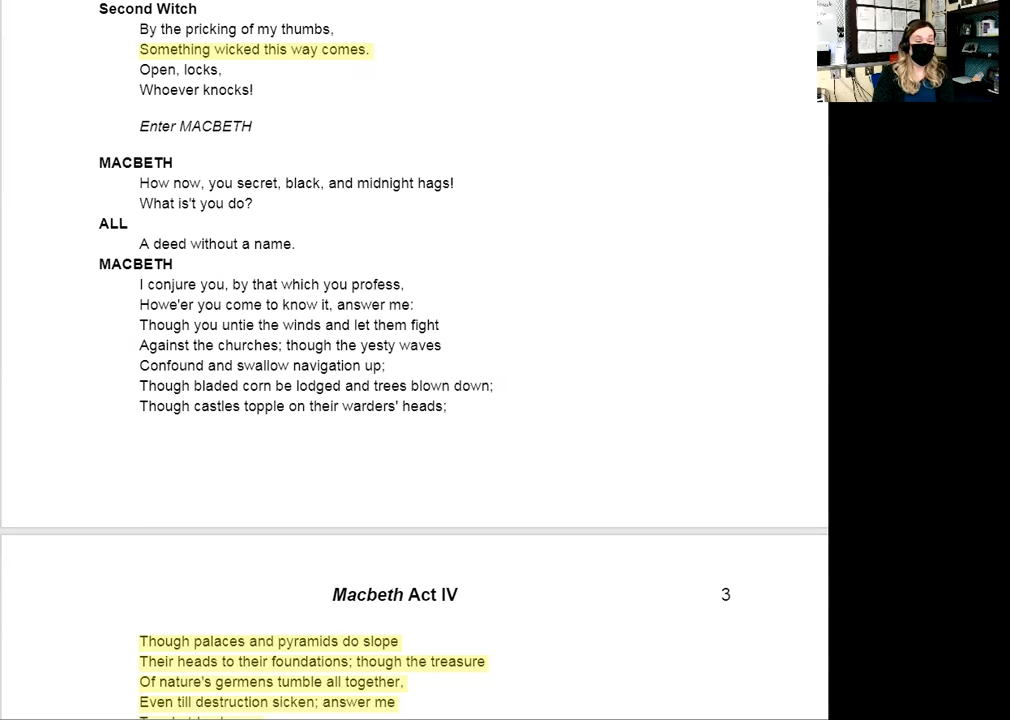 Second Witch
By the pricking of my thumbs,
Something wicked this way comes.
Open, locks,
Whoever knocks!
Enter MACBETH
MACBETH
How now, you secret, black, and midnight hags!
What is't you do?
ALL
A deed without a name.
MACBETH
I conjure you, by that which you profess,
Howe'er you come to know it, answer me:
Though you untie the winds and let them fight
Against the churches; though the yesty waves
Confound and swallow navigation up;
Though bladed corn be lodged and trees blown down;
Though castles topple on their warders' heads;
Macbeth Act IV 3
Though palaces and pyramids do slope
Their heads to their foundations; though the treasure
Of nature's germens tumble all together,
Even till destruction sicken; answer me